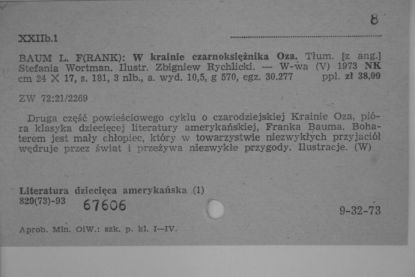 8
XXIIb.1
BAUM L. F(RANK): W krainie czarnoksiężnika Oza. Tłum. [z ang.]
Stefania Wortman. Ilustr. Zbigniew Rychlicki. — W-wa (V) 1973 NK
cm 24 X 17, s. 181, 3 nlb., a. wyd. 10,5, g 570, egz. 30.277 ppl. zł 38,00
ZW 72:21/2269
Druga część powieściowego cyklu o czarodziejskiej Krainie Oza, pió-
ra klasyka dziecięcej literatury amerykańskiej, Franka Bauma. Boha-
terem jest mały chłopiec, który w towarzystwie niezwykłych przyjaciół
wędruje przez świat i przeżywa niezwykłe przygody. Ilustracje. (W)
Literatura dziecięca amerykańska (1)
820(73)-93 67606
9-32-73
Aprob. Min. OiW.: szk. p. kl. I—IV.